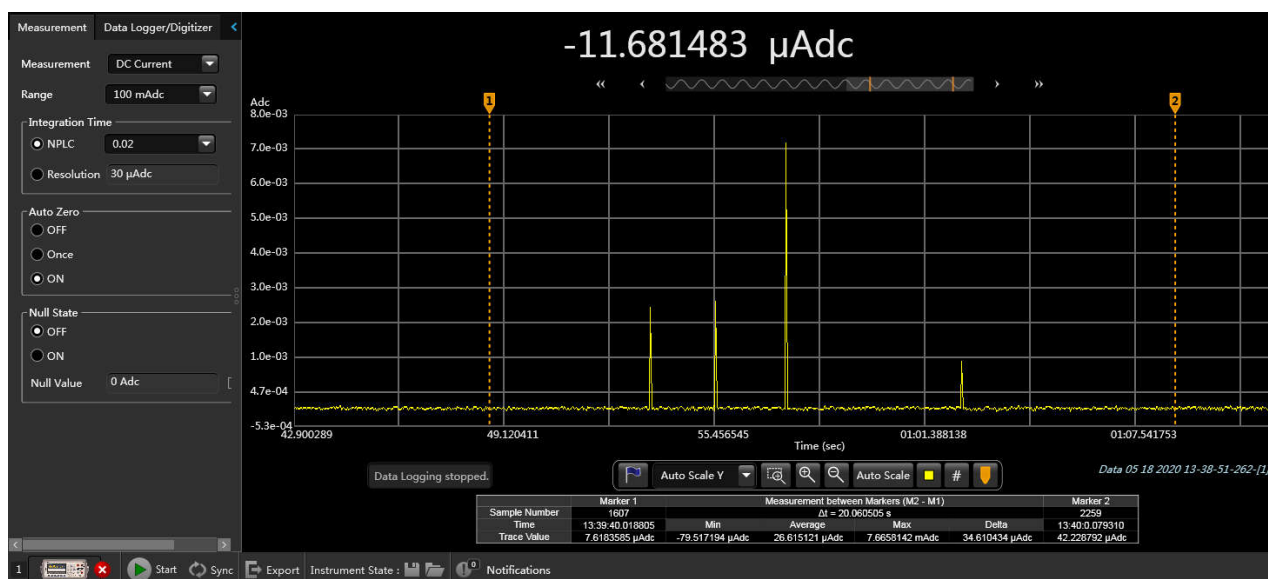 Measurement Data Logger/Digitizer
-11.681483 µAdc
Measurement DC Current
Range 100 mAdc
Integration Time
NPLC 0.02
Resolution 30 µAdc
Auto Zero
OFF
Once
ON
Null State
OFF
ON
Null Value 0 Adc
Adc
1 2
8.0e-03
7.0e-03
6.0e-03
5.0e-03
4.0e-03
3.0e-03
2.0e-03
1.0e-03
4.7e-04
-5.3e-04
42.900289 49.120411 55.456545 01:01.388138 01:07.541753
Time (sec)
Data Logging stopped.
Auto Scale Y Auto Scale #
Data 05 18 2020 13-38-51-262-[1]
Marker 1 Measurement between Markers (M2 - M1) Marker 2
Sample Number 1607 Δt = 20.060505 s 2259
Time 13:39:40.018805 Min Average Max Delta 13:40:0.079310
Trace Value 7.6183585 µAdc -79.517194 µAdc 26.615121 µAdc 7.6658142 mAdc 34.610434 µAdc 42.228792 µAdc
1 Start Sync Export Instrument State : 0 Notifications